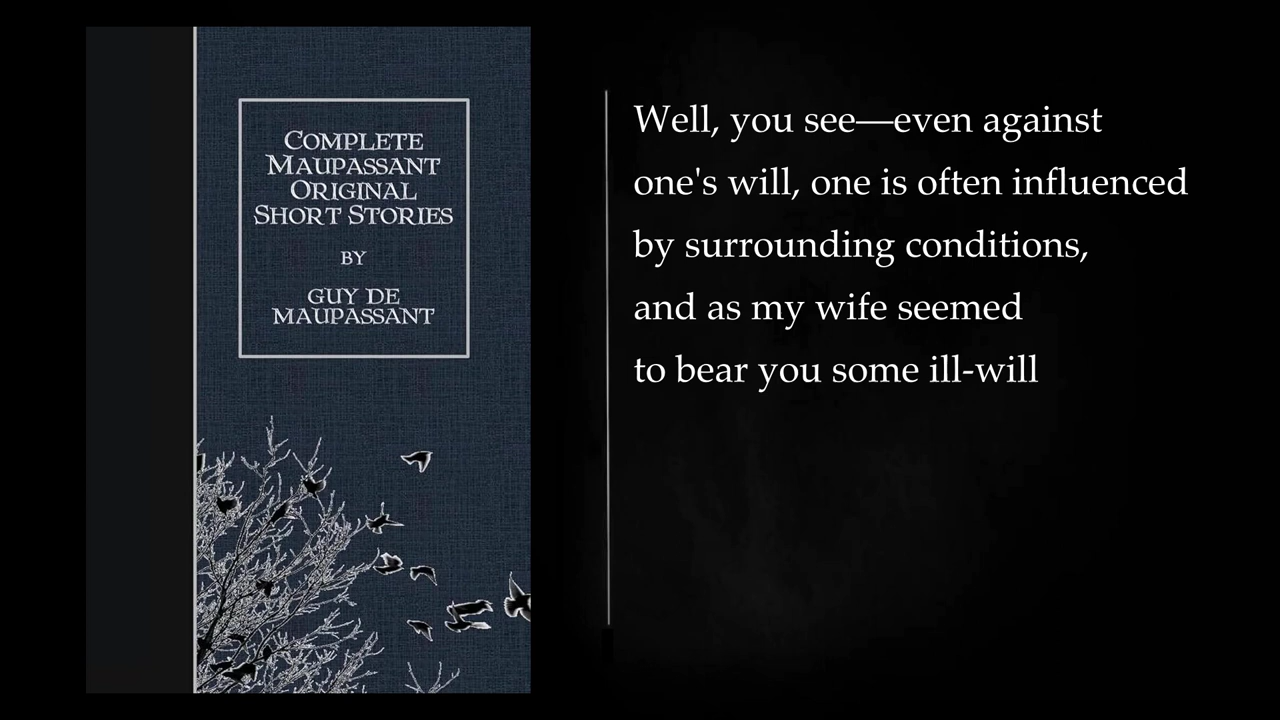 COMPLETE
MAUPASSANT
ORIGINAL
SHORT STORIES
BY
GUY DE
MAUPASSANT
Well, you see—even against
one's will, one is often influenced
by surrounding conditions,
and as my wife seemed
to bear you some ill-will